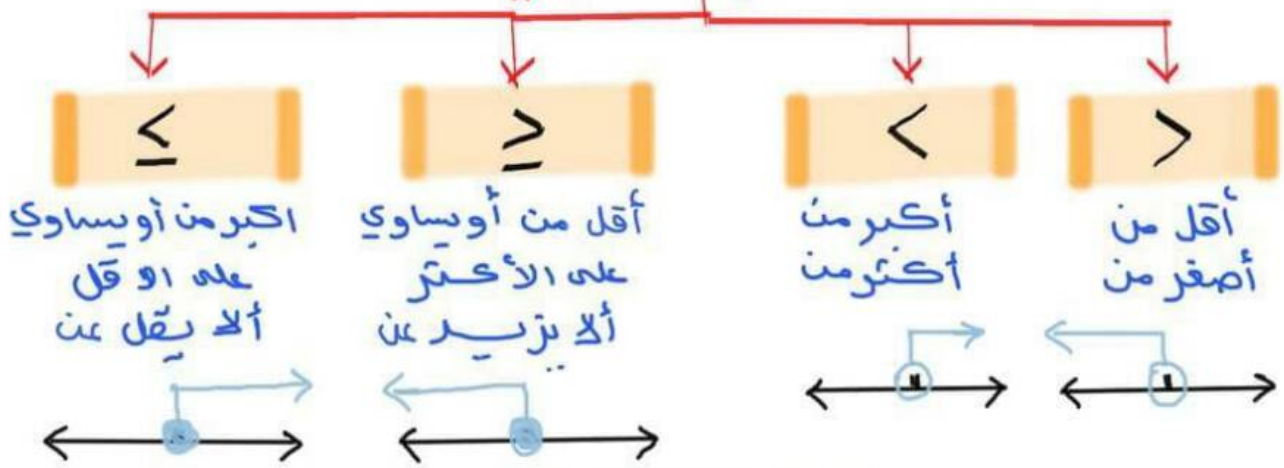 > < ≥ ≤
أقل من
أصغر من
أكبر من
أكثر من
أقل من أو يساوي
على الأكثر
ألا يزيد عن
اكبر من أو يساوي
على الاقل
ألا يقل عن